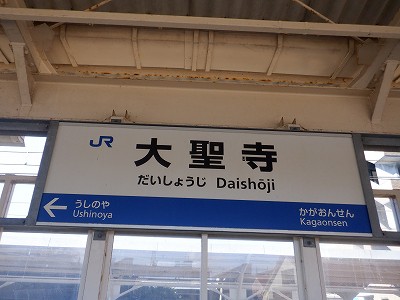 JR 大聖寺
だいしょうじ Daishōji
← うしのや かがおんせん
Ushinoya Kagaonsen